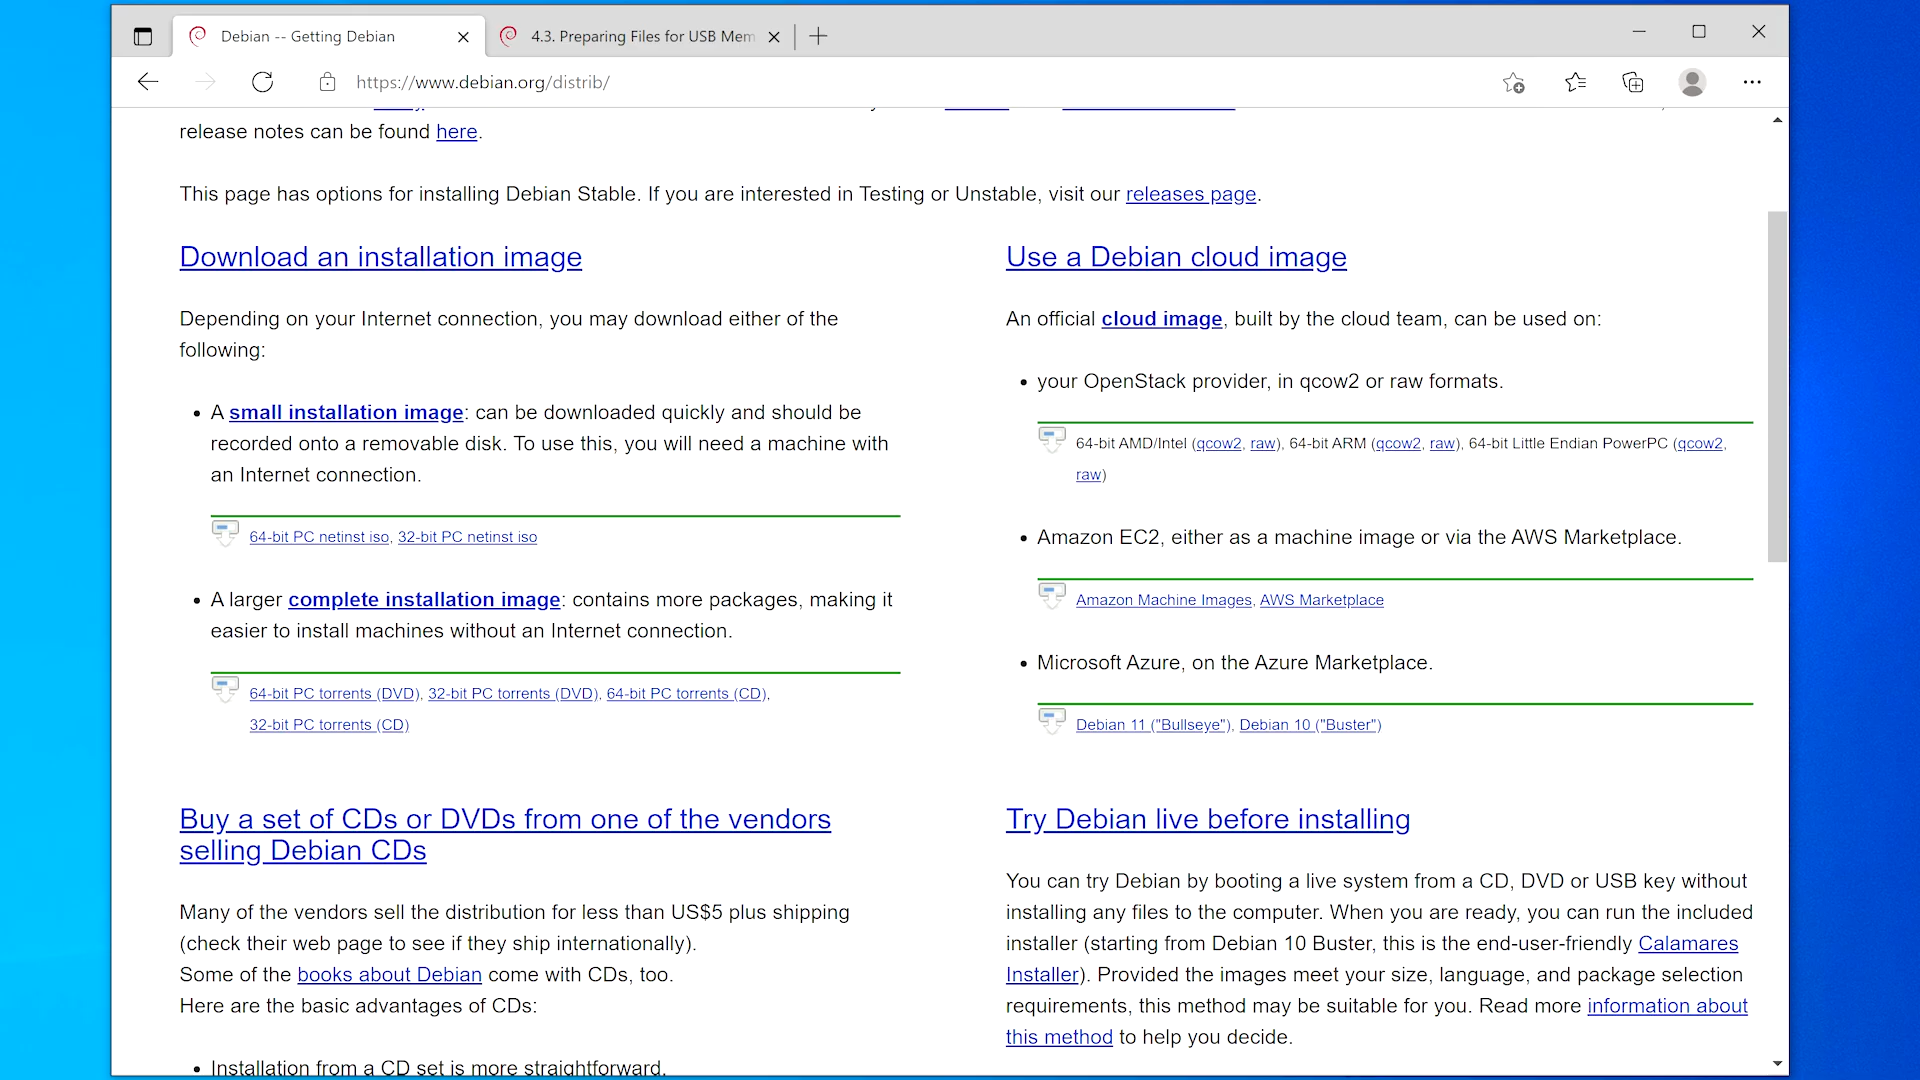 Debian -- Getting Debian
4.3. Preparing Files for USB Mem
https://www.debian.org/distrib/
release notes can be found here.
This page has options for installing Debian Stable. If you are interested in Testing or Unstable, visit our releases page.
Download an installation image
Depending on your Internet connection, you may download either of the
following:
• A small installation image: can be downloaded quickly and should be
recorded onto a removable disk. To use this, you will need a machine with
an Internet connection.
64-bit PC netinst iso, 32-bit PC netinst iso
• A larger complete installation image: contains more packages, making it
easier to install machines without an Internet connection.
64-bit PC torrents (DVD), 32-bit PC torrents (DVD), 64-bit PC torrents (CD),
32-bit PC torrents (CD)
Buy a set of CDs or DVDs from one of the vendors
selling Debian CDs
Many of the vendors sell the distribution for less than US$5 plus shipping
(check their web page to see if they ship internationally).
Some of the books about Debian come with CDs, too.
Here are the basic advantages of CDs:
• Installation from a CD set is more straightforward.
Use a Debian cloud image
An official cloud image, built by the cloud team, can be used on:
• your OpenStack provider, in qcow2 or raw formats.
64-bit AMD/Intel (qcow2, raw), 64-bit ARM (qcow2, raw), 64-bit Little Endian PowerPC (qcow2,
raw)
• Amazon EC2, either as a machine image or via the AWS Marketplace.
Amazon Machine Images, AWS Marketplace
• Microsoft Azure, on the Azure Marketplace.
Debian 11 ("Bullseye"), Debian 10 ("Buster")
Try Debian live before installing
You can try Debian by booting a live system from a CD, DVD or USB key without
installing any files to the computer. When you are ready, you can run the included
installer (starting from Debian 10 Buster, this is the end-user-friendly Calamares
Installer). Provided the images meet your size, language, and package selection
requirements, this method may be suitable for you. Read more information about
this method to help you decide.